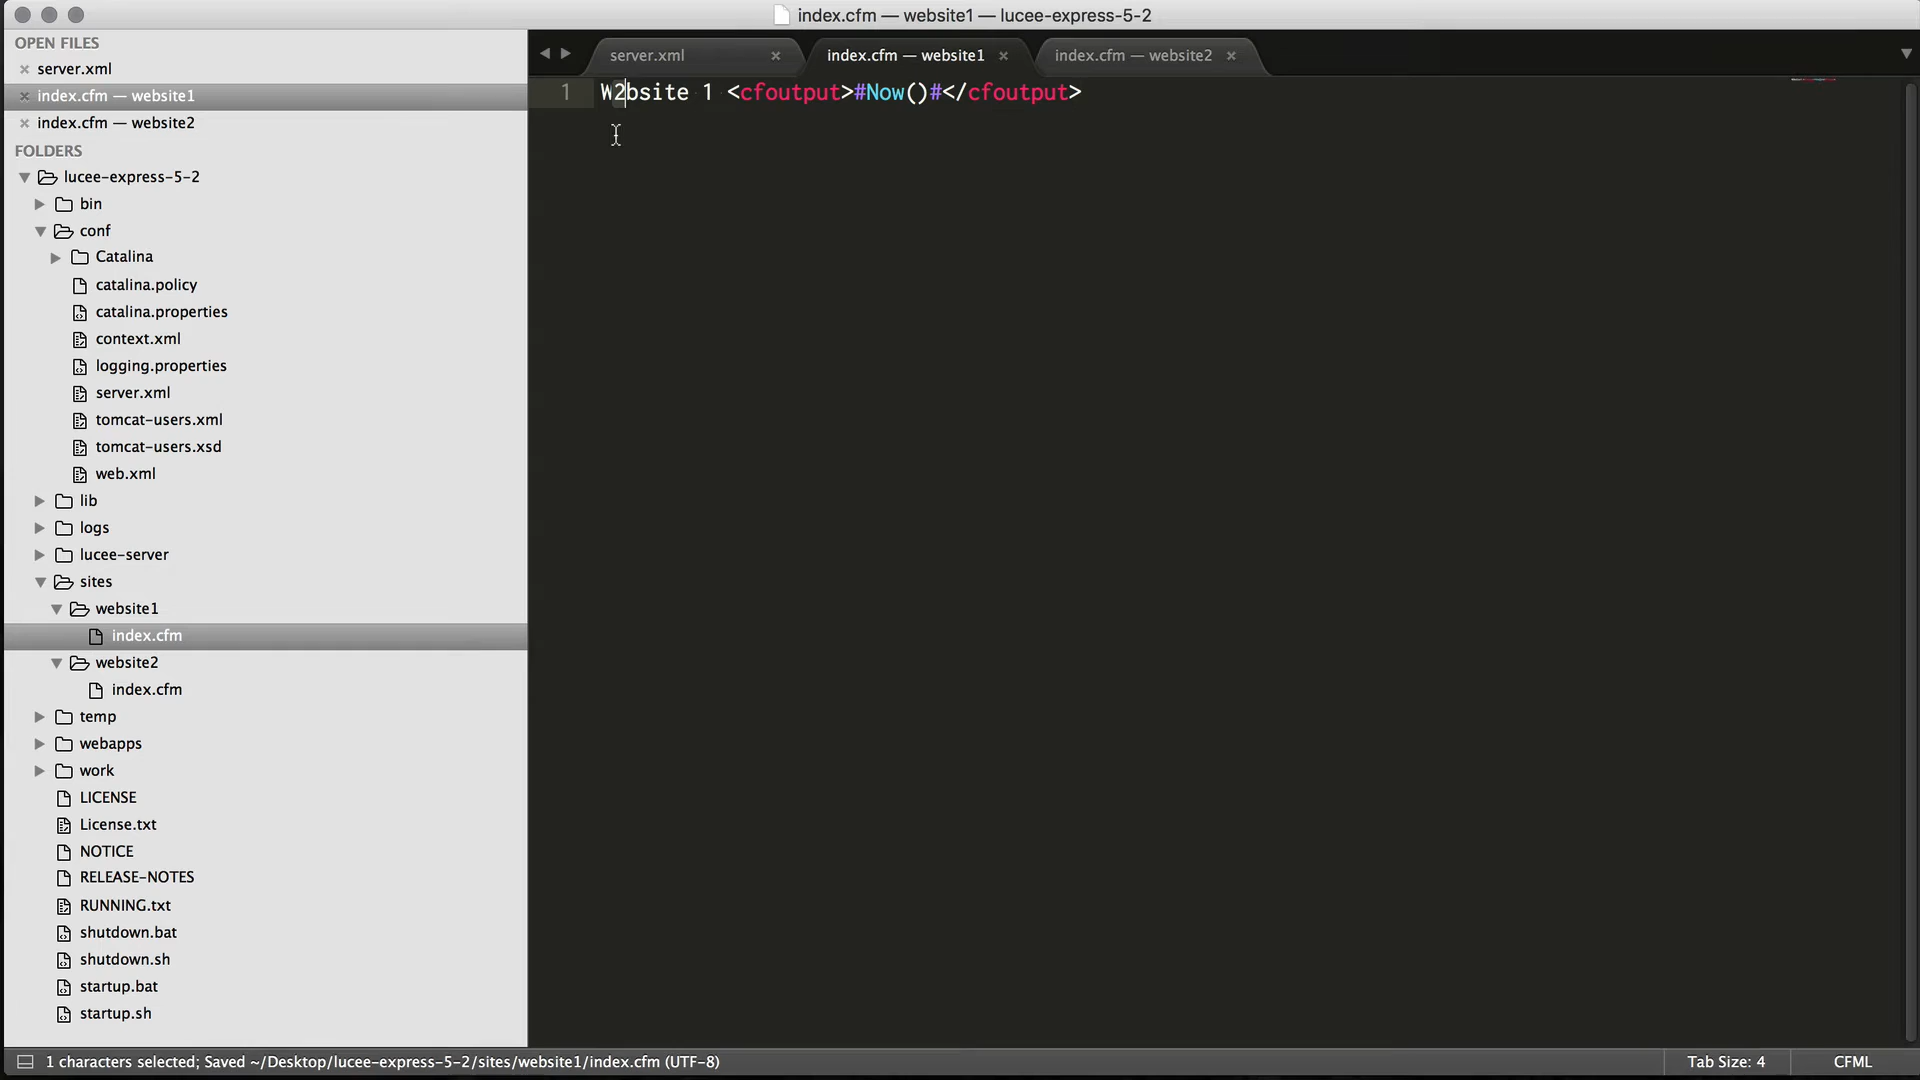 index.cfm — website1 — lucee-express-5-2
OPEN FILES
server.xml
index.cfm — website1
index.cfm — website2
FOLDERS
lucee-express-5-2
bin
conf
Catalina
catalina.policy
catalina.properties
context.xml
logging.properties
server.xml
tomcat-users.xml
tomcat-users.xsd
web.xml
lib
logs
lucee-server
sites
website1
index.cfm
website2
index.cfm
temp
webapps
work
LICENSE
License.txt
NOTICE
RELEASE-NOTES
RUNNING.txt
shutdown.bat
shutdown.sh
startup.bat
startup.sh
server.xml
index.cfm — website1
index.cfm — website2
1 W2bsite 1 <cfoutput>#Now()#</cfoutput>
1 characters selected; Saved ~/Desktop/lucee-express-5-2/sites/website1/index.cfm (UTF-8)
Tab Size: 4
CFML